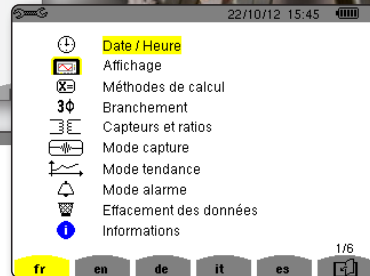 22/10/12 15:45
Date / Heure
Affichage
X= Méthodes de calcul
3Φ Branchement
Capteurs et ratios
Mode capture
Mode tendance
Mode alarme
Effacement des données
i Informations
1/6
fr en de it es